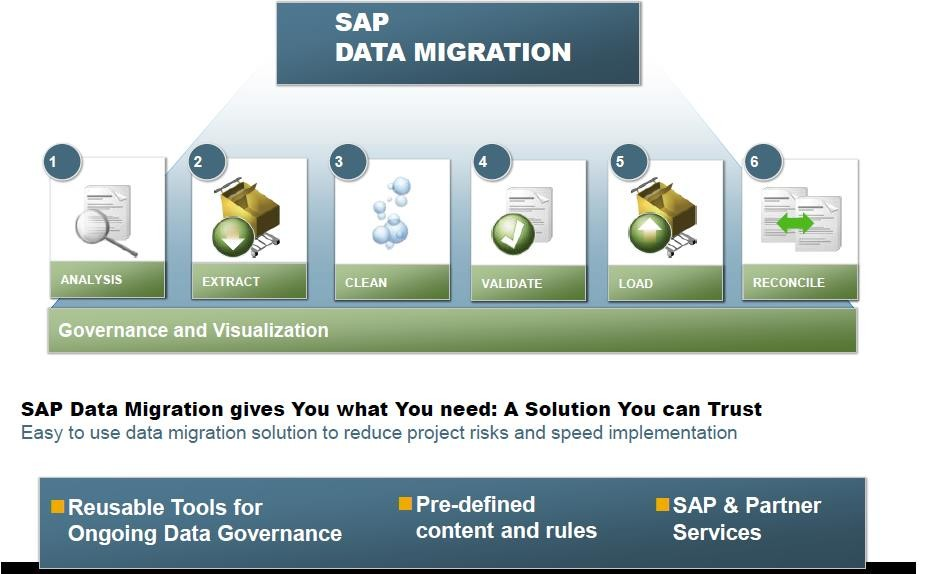 SAP
DATA MIGRATION
1
2
3
4
5
6
ANALYSIS
EXTRACT
CLEAN
VALIDATE
LOAD
RECONCILE
Governance and Visualization
SAP Data Migration gives You what You need: A Solution You can Trust
Easy to use data migration solution to reduce project risks and speed implementation
Reusable Tools for
Ongoing Data Governance
Pre-defined
content and rules
SAP & Partner
Services